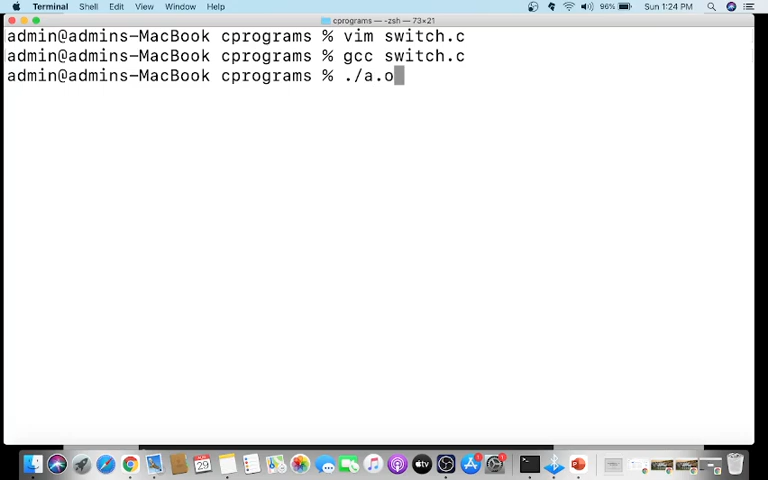 Terminal Shell Edit View Window Help 96% Sun 1:24 PM
cprograms — -zsh — 73×21
admin@admins-MacBook cprograms % vim switch.c
admin@admins-MacBook cprograms % gcc switch.c
admin@admins-MacBook cprograms % ./a.o